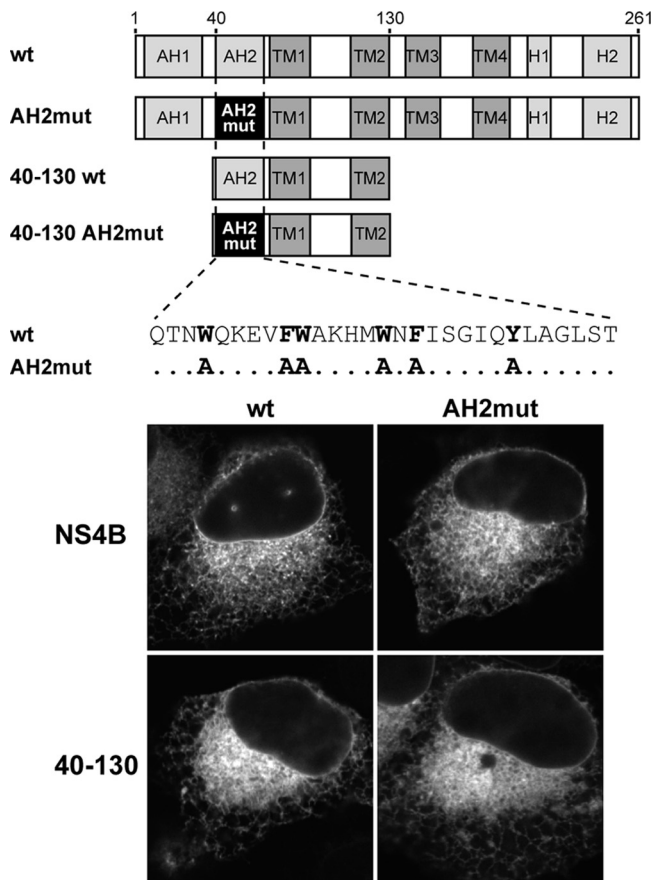 1 40 130 261
wt AH1 AH2 TM1 TM2 TM3 TM4 H1 H2
AH2mut AH1 AH2 mut TM1 TM2 TM3 TM4 H1 H2
40-130 wt AH2 TM1 TM2
40-130 AH2mut AH2 mut TM1 TM2
wt QTNWQKEVFWAKHMWNFISGIQYLAGLST
AH2mut ...A....AA....A.A.....A......
wt AH2mut
NS4B
40-130